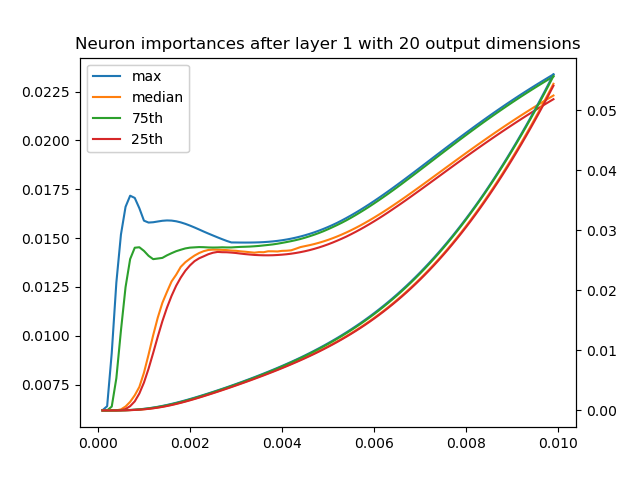 Neuron importances after layer 1 with 20 output dimensions
max
median
75th
25th
0.0225
0.0200
0.0175
0.0150
0.0125
0.0100
0.0075
0.05
0.04
0.03
0.02
0.01
0.00
0.000 0.002 0.004 0.006 0.008 0.010